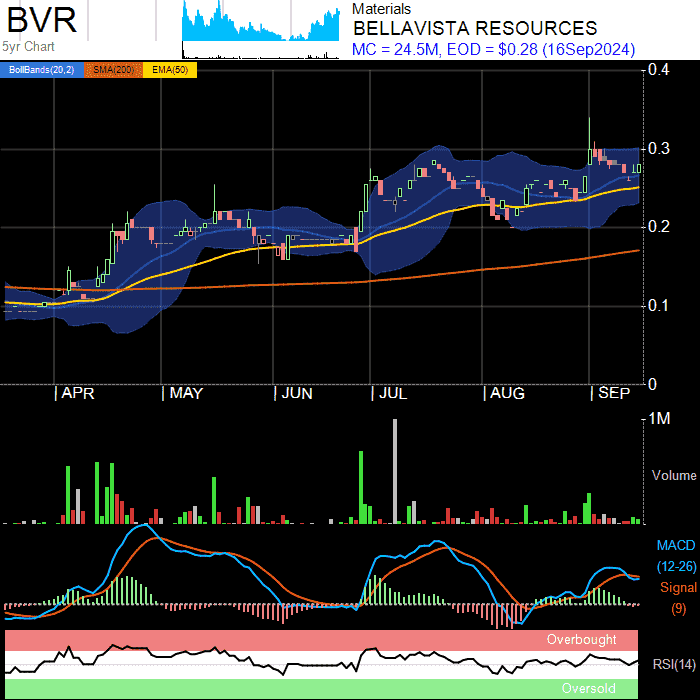 BVR
5yr Chart
Materials
BELLAVISTA RESOURCES
MC = 24.5M, EOD = $0.28 (16Sep2024)
BollBands(20,2) SMA(200) EMA(50)
0.4
0.3
0.2
0.1
0
| APR | MAY | JUN | JUL | AUG | SEP
1M
Volume
MACD
(12-26)
Signal
(9)
Overbought
RSI(14)
Oversold